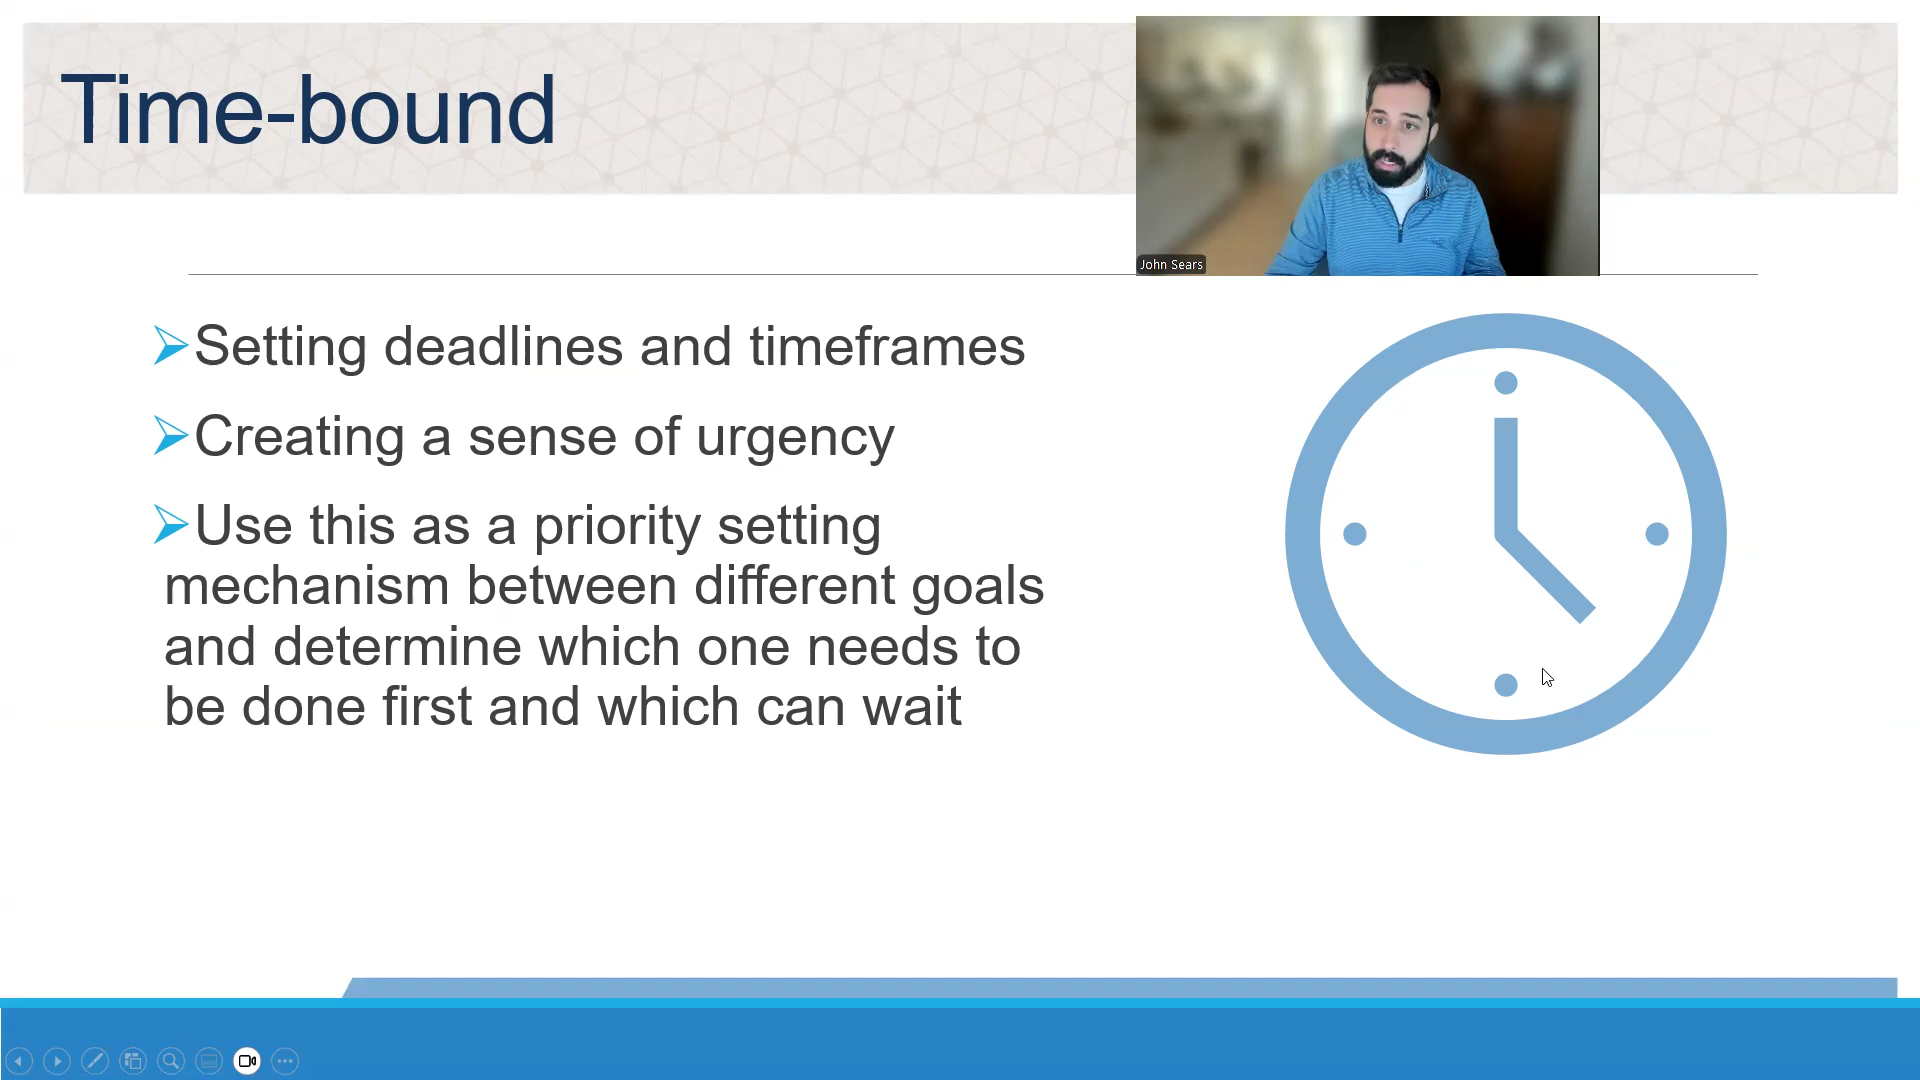 Time-bound
John Sears
Setting deadlines and timeframes
Creating a sense of urgency
Use this as a priority setting
mechanism between different goals
and determine which one needs to
be done first and which can wait